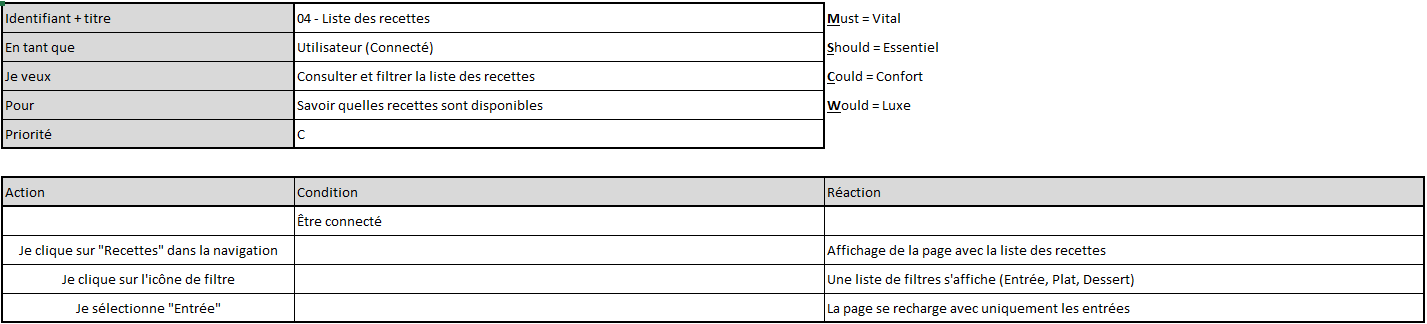 Identifiant + titre 04 - Liste des recettes Must = Vital
En tant que Utilisateur (Connecté) Should = Essentiel
Je veux Consulter et filtrer la liste des recettes Could = Confort
Pour Savoir quelles recettes sont disponibles Would = Luxe
Priorité C
Action Condition Réaction
Être connecté
Je clique sur "Recettes" dans la navigation Affichage de la page avec la liste des recettes
Je clique sur l'icône de filtre Une liste de filtres s'affiche (Entrée, Plat, Dessert)
Je sélectionne "Entrée" La page se recharge avec uniquement les entrées